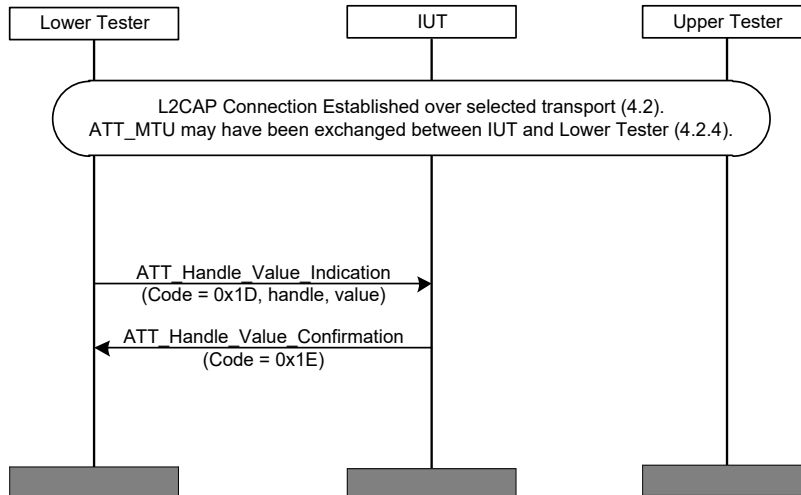 Lower Tester
IUT
Upper Tester
L2CAP Connection Established over selected transport (4.2).
ATT_MTU may have been exchanged between IUT and Lower Tester (4.2.4).
ATT_Handle_Value_Indication
(Code = 0x1D, handle, value)
ATT_Handle_Value_Confirmation
(Code = 0x1E)